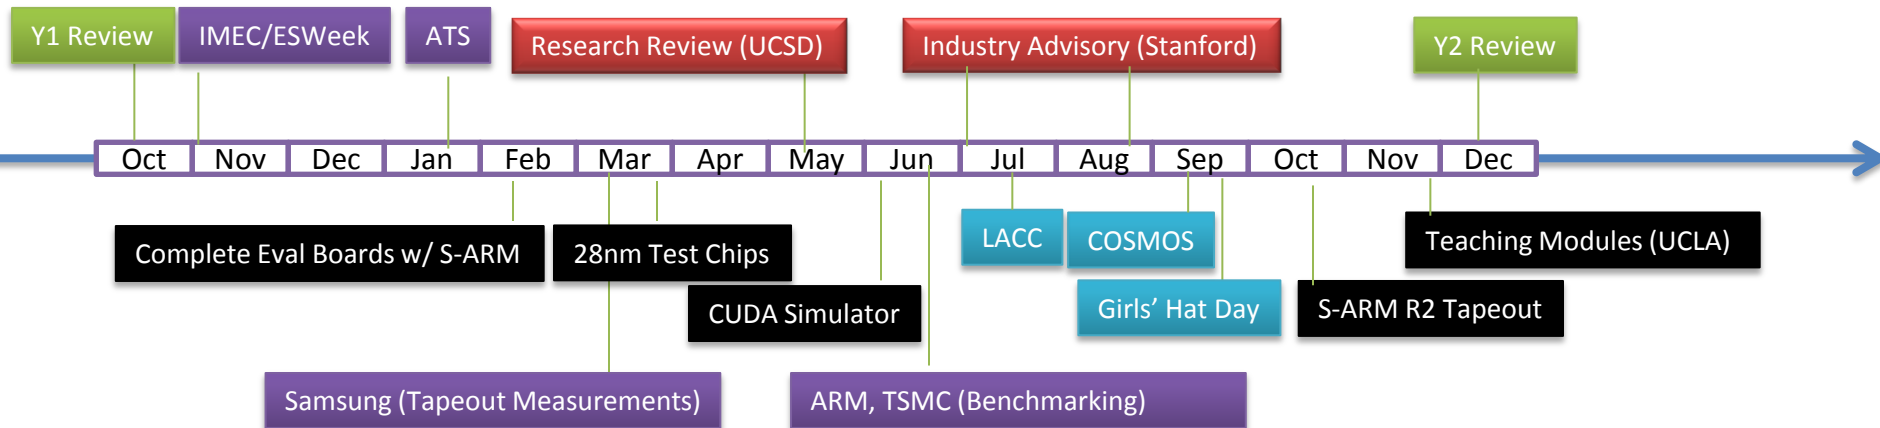 Y1 Review
IMEC/ESWeek
ATS
Research Review (UCSD)
Industry Advisory (Stanford)
Y2 Review
Oct Nov Dec Jan Feb Mar Apr May Jun Jul Aug Sep Oct Nov Dec
Complete Eval Boards w/ S-ARM
28nm Test Chips
LACC
COSMOS
Teaching Modules (UCLA)
CUDA Simulator
Girls’ Hat Day
S-ARM R2 Tapeout
Samsung (Tapeout Measurements)
ARM, TSMC (Benchmarking)